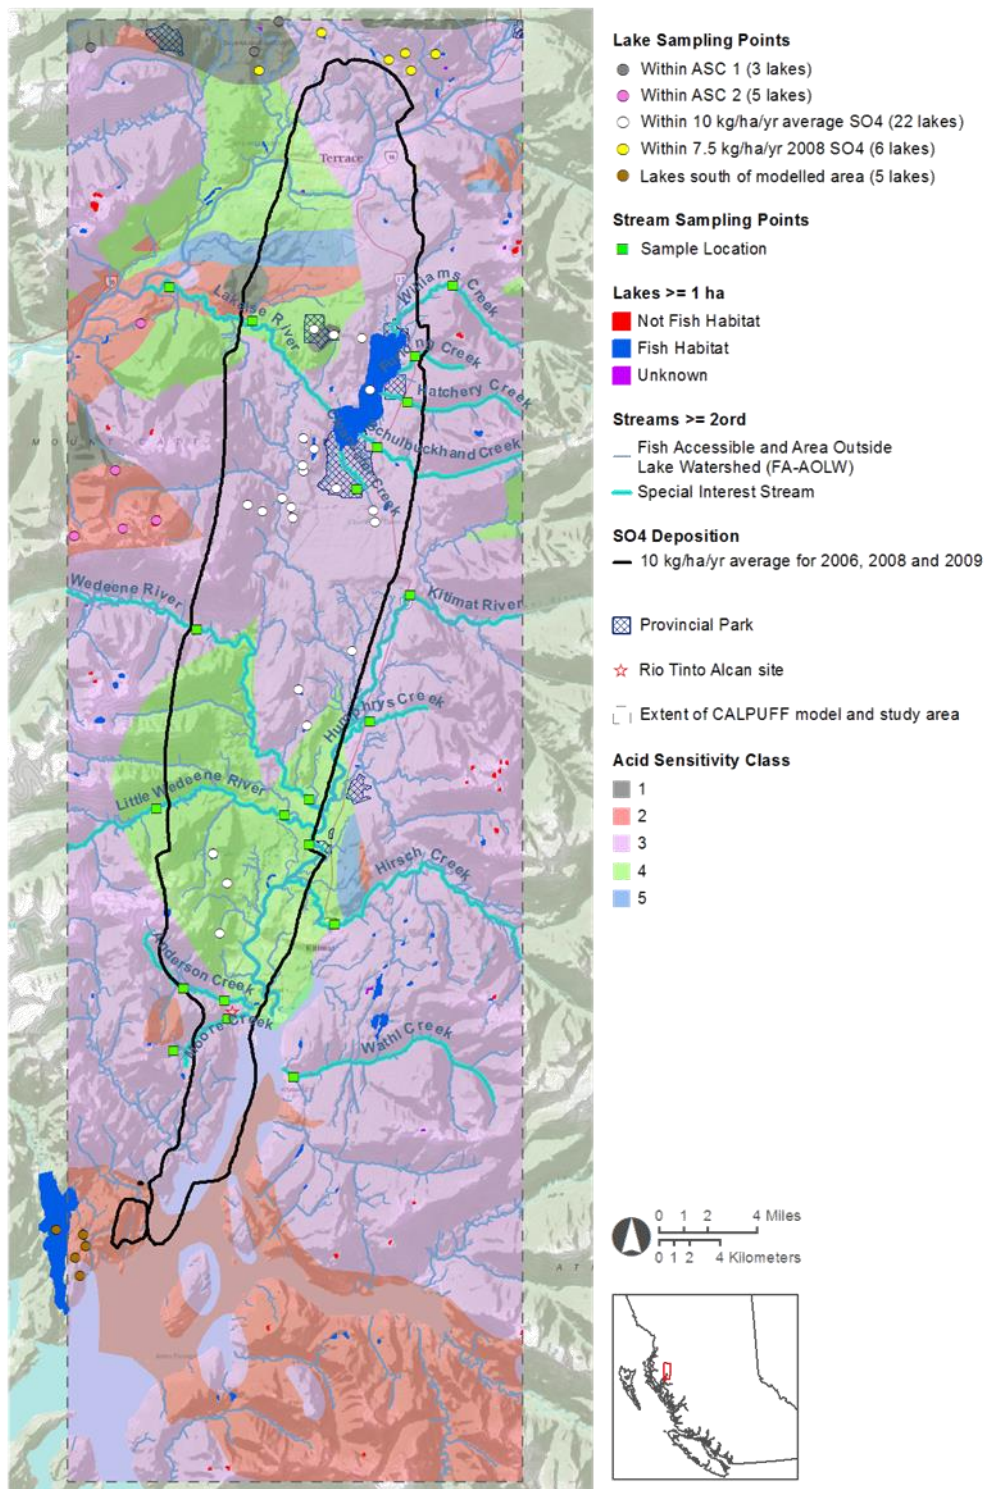 Lake Sampling Points
Within ASC 1 (3 lakes)
Within ASC 2 (5 lakes)
Within 10 kg/ha/yr average SO4 (22 lakes)
Within 7.5 kg/ha/yr 2008 SO4 (6 lakes)
Lakes south of modelled area (5 lakes)
Stream Sampling Points
Sample Location
Lakes >= 1 ha
Not Fish Habitat
Fish Habitat
Unknown
Streams >= 2ord
Fish Accessible and Area Outside
Lake Watershed (FA-AOLW)
Special Interest Stream
SO4 Deposition
10 kg/ha/yr average for 2006, 2008 and 2009
Provincial Park
Rio Tinto Alcan site
Extent of CALPUFF model and study area
Acid Sensitivity Class
1
2
3
4
5
0 1 2 4 Miles
0 1 2 4 Kilometers
Terrace
Williams Creek
Lakelse River
Creek
Hatchery Creek
Schulbuckhand Creek
Creek
Wedeene River
Kitimat River
Humphrys Creek
Little Wedeene River
Hirsch Creek
Anderson Creek
Moore Creek
Wathl Creek